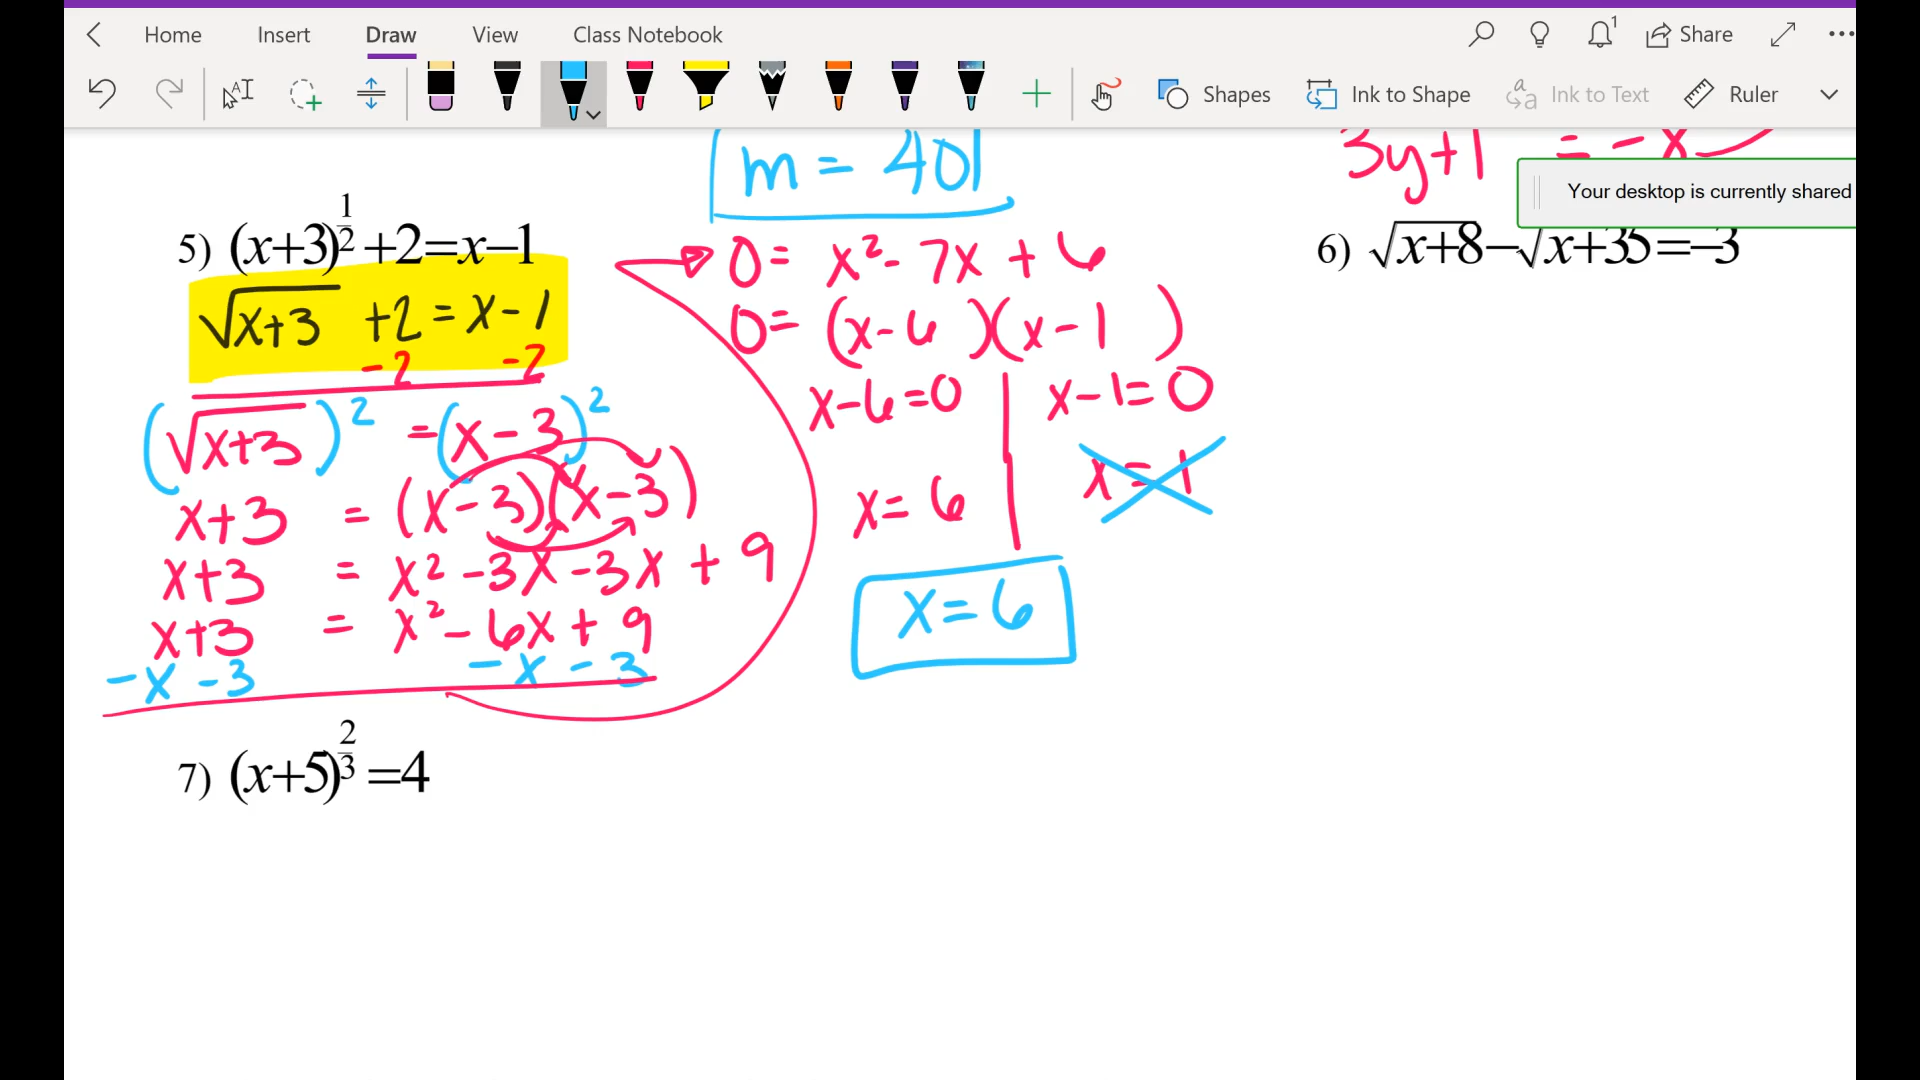 Home Insert Draw View Class Notebook 1 Share
AI Shapes Ink to Shape a a Ink to Text Ruler
m = 401
3y+1 = -x
Your desktop is currently shared
5) (x+3)^(1/2) +2=x−1
√(x+3) +2 = x-1
-2 -2
(√(x+3))² = (x-3)²
x+3 = (x-3)(x-3)
x+3 = x² -3x -3x + 9
x+3 = x² - 6x + 9
-x -3 -x -3
0 = x² - 7x + 6
0 = (x-6)(x-1)
x-6=0 x-1=0
x=6 x=1
x=6
6) √(x+8)−√(x+35)=−3
7) (x+5)^(2/3) =4